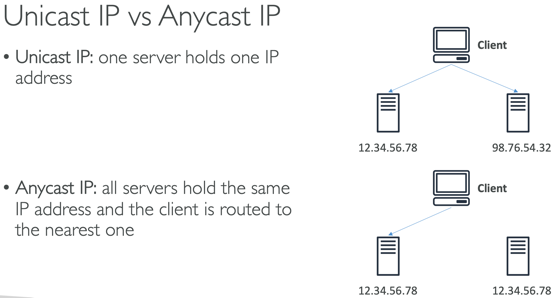 Unicast IP vs Anycast IP
• Unicast IP: one server holds one IP
address
Client
12.34.56.78
98.76.54.32
• Anycast IP: all servers hold the same
IP address and the client is routed to
the nearest one
Client
12.34.56.78
12.34.56.78